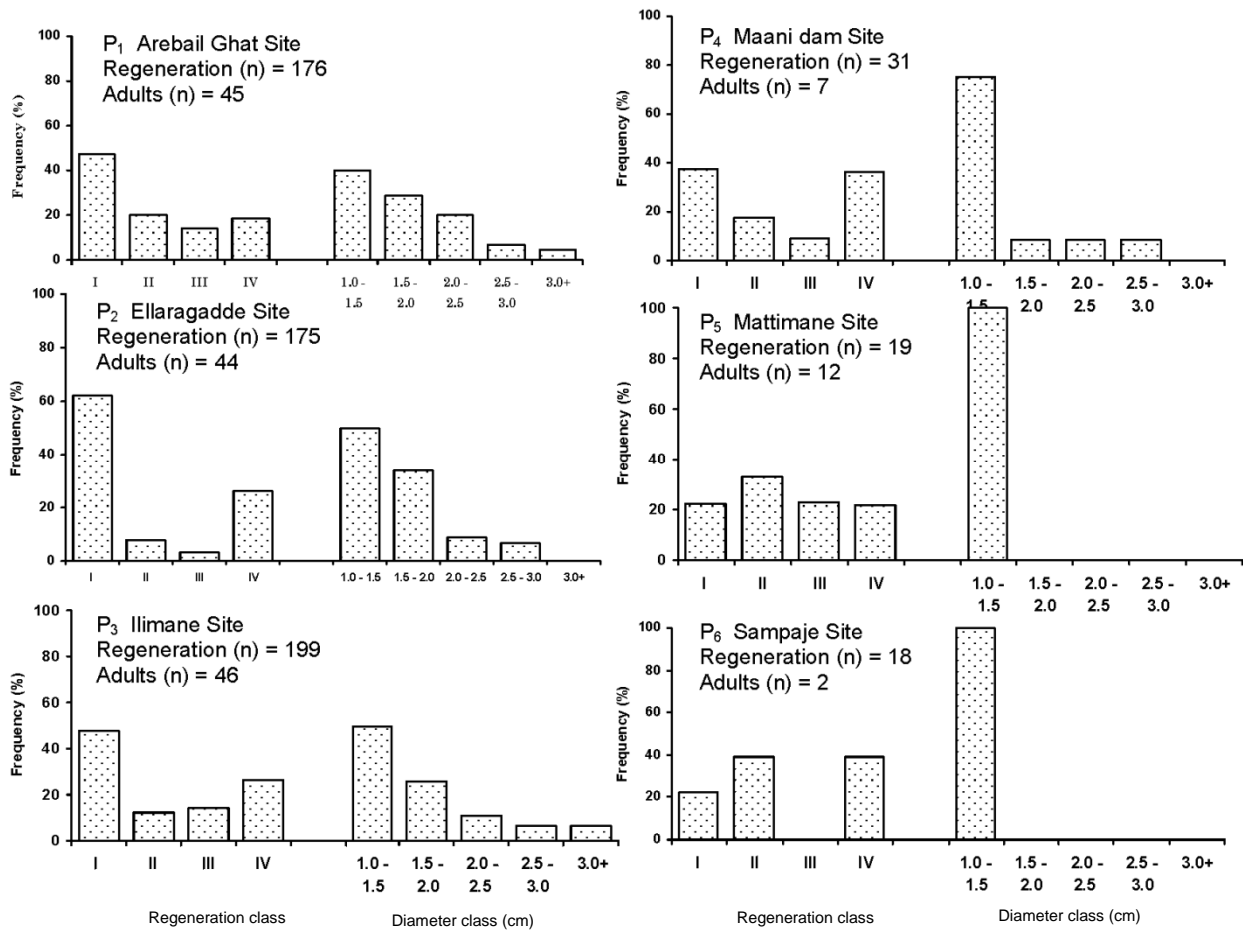 P1 Arebail Ghat Site
Regeneration (n) = 176
Adults (n) = 45
Frequency (%)
100
80
60
40
20
0
I II III IV 1.0 - 1.5 1.5 - 2.0 2.0 - 2.5 2.5 - 3.0 3.0+
P2 Ellaragadde Site
Regeneration (n) = 175
Adults (n) = 44
Frequency (%)
100
80
60
40
20
0
I II III IV 1.0 - 1.5 1.5 - 2.0 2.0 - 2.5 2.5 - 3.0 3.0+
P3 Ilimane Site
Regeneration (n) = 199
Adults (n) = 46
Frequency (%)
100
80
60
40
20
0
I II III IV 1.0 - 1.5 1.5 - 2.0 2.0 - 2.5 2.5 - 3.0 3.0+
Regeneration class
Diameter class (cm)
P4 Maani dam Site
Regeneration (n) = 31
Adults (n) = 7
Frequency (%)
100
80
60
40
20
0
I II III IV 1.0 - 1.5 1.5 - 2.0 2.0 - 2.5 2.5 - 3.0 3.0+
P5 Mattimane Site
Regeneration (n) = 19
Adults (n) = 12
Frequency (%)
100
80
60
40
20
0
I II III IV 1.0 - 1.5 1.5 - 2.0 2.0 - 2.5 2.5 - 3.0 3.0+
P6 Sampaje Site
Regeneration (n) = 18
Adults (n) = 2
Frequency (%)
100
80
60
40
20
0
I II III IV 1.0 - 1.5 1.5 - 2.0 2.0 - 2.5 2.5 - 3.0 3.0+
Regeneration class
Diameter class (cm)